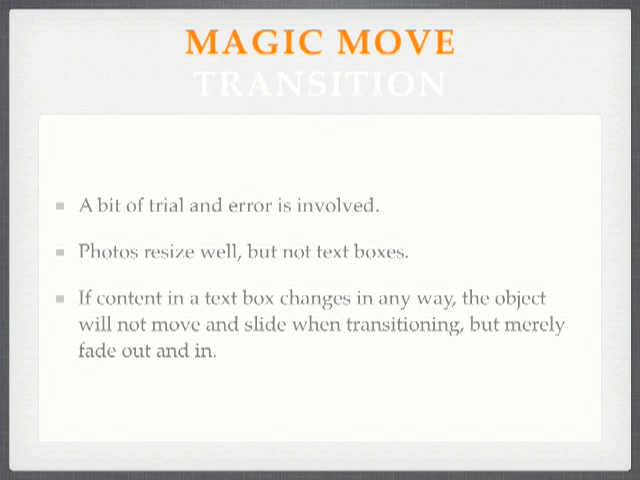 MAGIC MOVE
TRANSITION
A bit of trial and error is involved.
Photos resize well, but not text boxes.
If content in a text box changes in any way, the object
will not move and slide when transitioning, but merely
fade out and in.